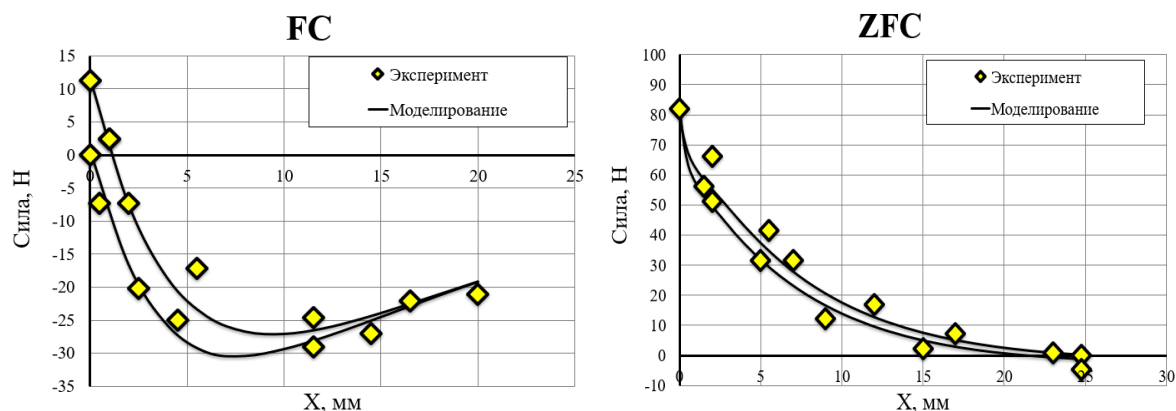 FC
15
10
5
0
-5
-10
-15
-20
-25
-30
-35
0 5 10 15 20 25
Сила, Н
X, мм
Эксперимент
Моделирование
ZFC
100
90
80
70
60
50
40
30
20
10
0
-10
0 5 10 15 20 25 30
Сила, Н
X, мм
Эксперимент
Моделирование